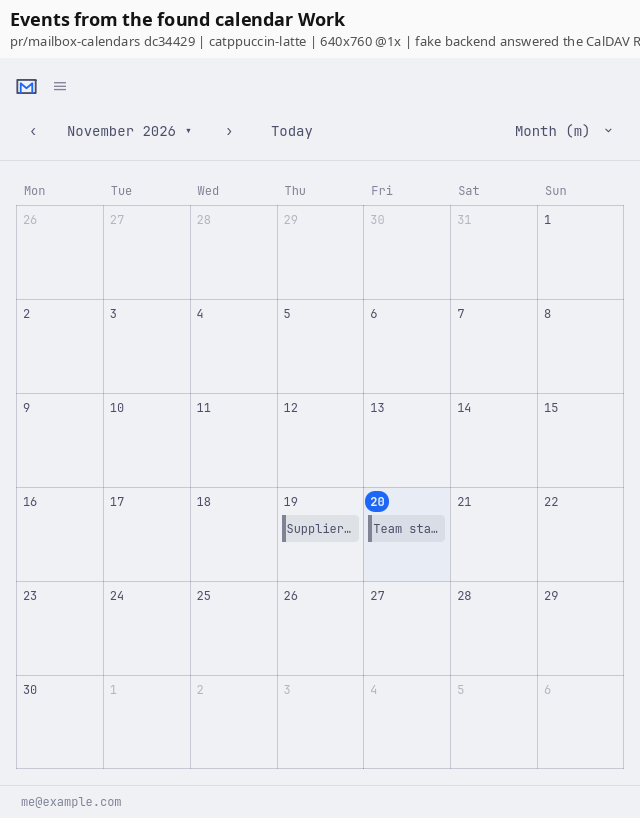 Events from the found calendar Work
pr/mailbox-calendars dc34429 | catppuccin-latte | 640x760 @1x | fake backend answered the CalDAV R
‹ November 2026 ▾ › Today Month (m)
Mon Tue Wed Thu Fri Sat Sun
26 27 28 29 30 31 1
2 3 4 5 6 7 8
9 10 11 12 13 14 15
16 17 18 19 20 21 22
Supplier… Team sta…
23 24 25 26 27 28 29
30 1 2 3 4 5 6
me@example.com